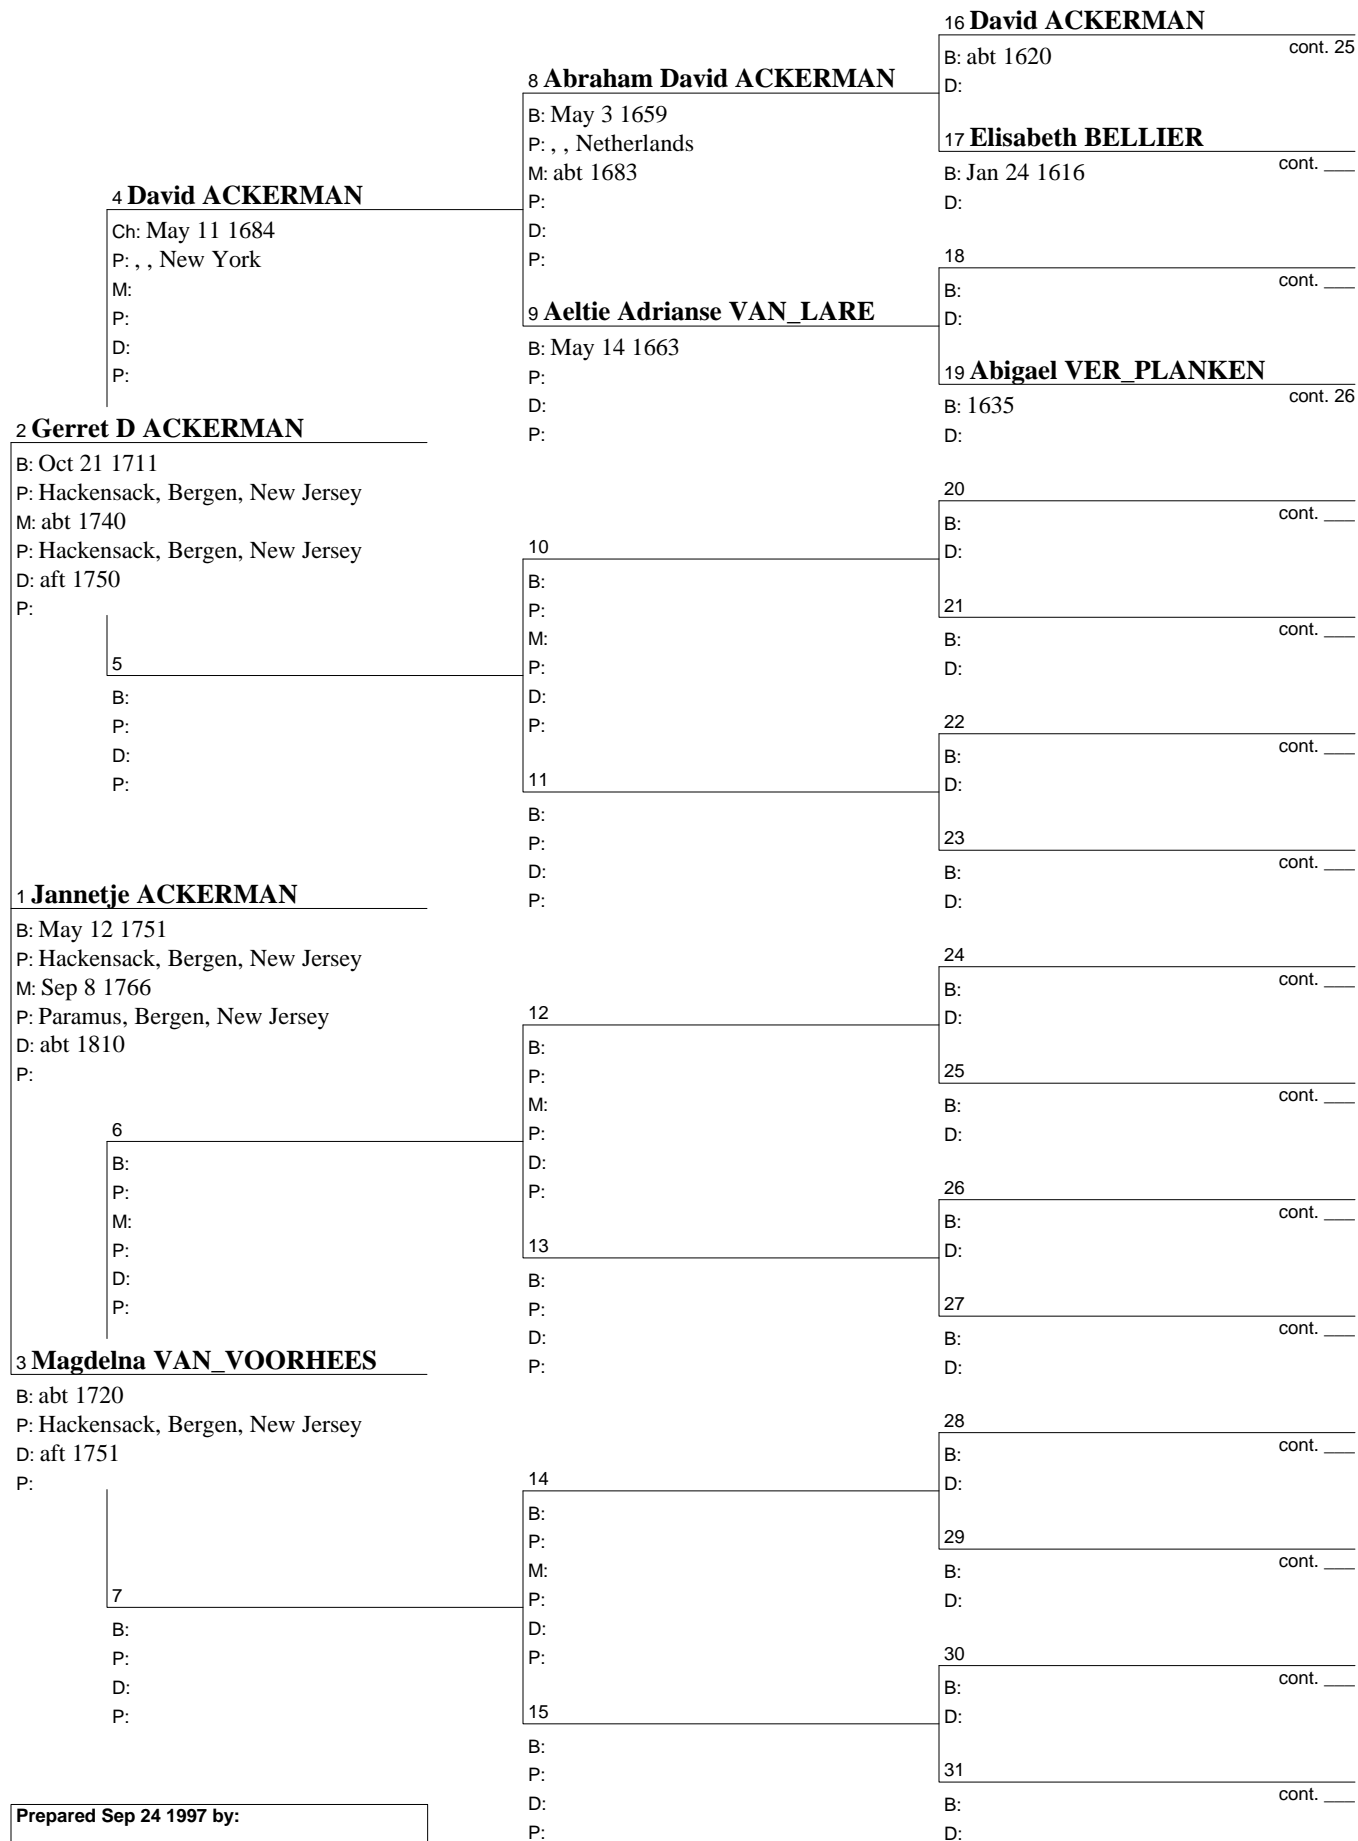 16 David ACKERMAN
cont. 25
B: abt 1620
D:
8 Abraham David ACKERMAN
B: May 3 1659
P: , , Netherlands
M: abt 1683
P:
D:
P:
17 Elisabeth BELLIER
cont. ___
B: Jan 24 1616
D:
4 David ACKERMAN
Ch: May 11 1684
P: , , New York
M:
P:
D:
P:
18
cont. ___
B:
D:
9 Aeltie Adrianse VAN_LARE
B: May 14 1663
P:
D:
P:
19 Abigael VER_PLANKEN
cont. 26
B: 1635
D:
2 Gerret D ACKERMAN
B: Oct 21 1711
P: Hackensack, Bergen, New Jersey
M: abt 1740
P: Hackensack, Bergen, New Jersey
D: aft 1750
P:
20
cont. ___
B:
D:
10
B:
P:
M:
P:
D:
P:
21
cont. ___
B:
D:
5
B:
P:
D:
P:
22
cont. ___
B:
D:
11
B:
P:
D:
P:
23
cont. ___
B:
D:
1 Jannetje ACKERMAN
B: May 12 1751
P: Hackensack, Bergen, New Jersey
M: Sep 8 1766
P: Paramus, Bergen, New Jersey
D: abt 1810
P:
24
cont. ___
B:
D:
12
B:
P:
M:
P:
D:
P:
25
cont. ___
B:
D:
6
B:
P:
M:
P:
D:
P:
26
cont. ___
B:
D:
13
B:
P:
D:
P:
27
cont. ___
B:
D:
3 Magdelna VAN_VOORHEES
B: abt 1720
P: Hackensack, Bergen, New Jersey
D: aft 1751
P:
28
cont. ___
B:
D:
14
B:
P:
M:
P:
D:
P:
29
cont. ___
B:
D:
7
B:
P:
D:
P:
30
cont. ___
B:
D:
15
B:
P:
D:
P:
31
cont. ___
B:
D:
Prepared Sep 24 1997 by: